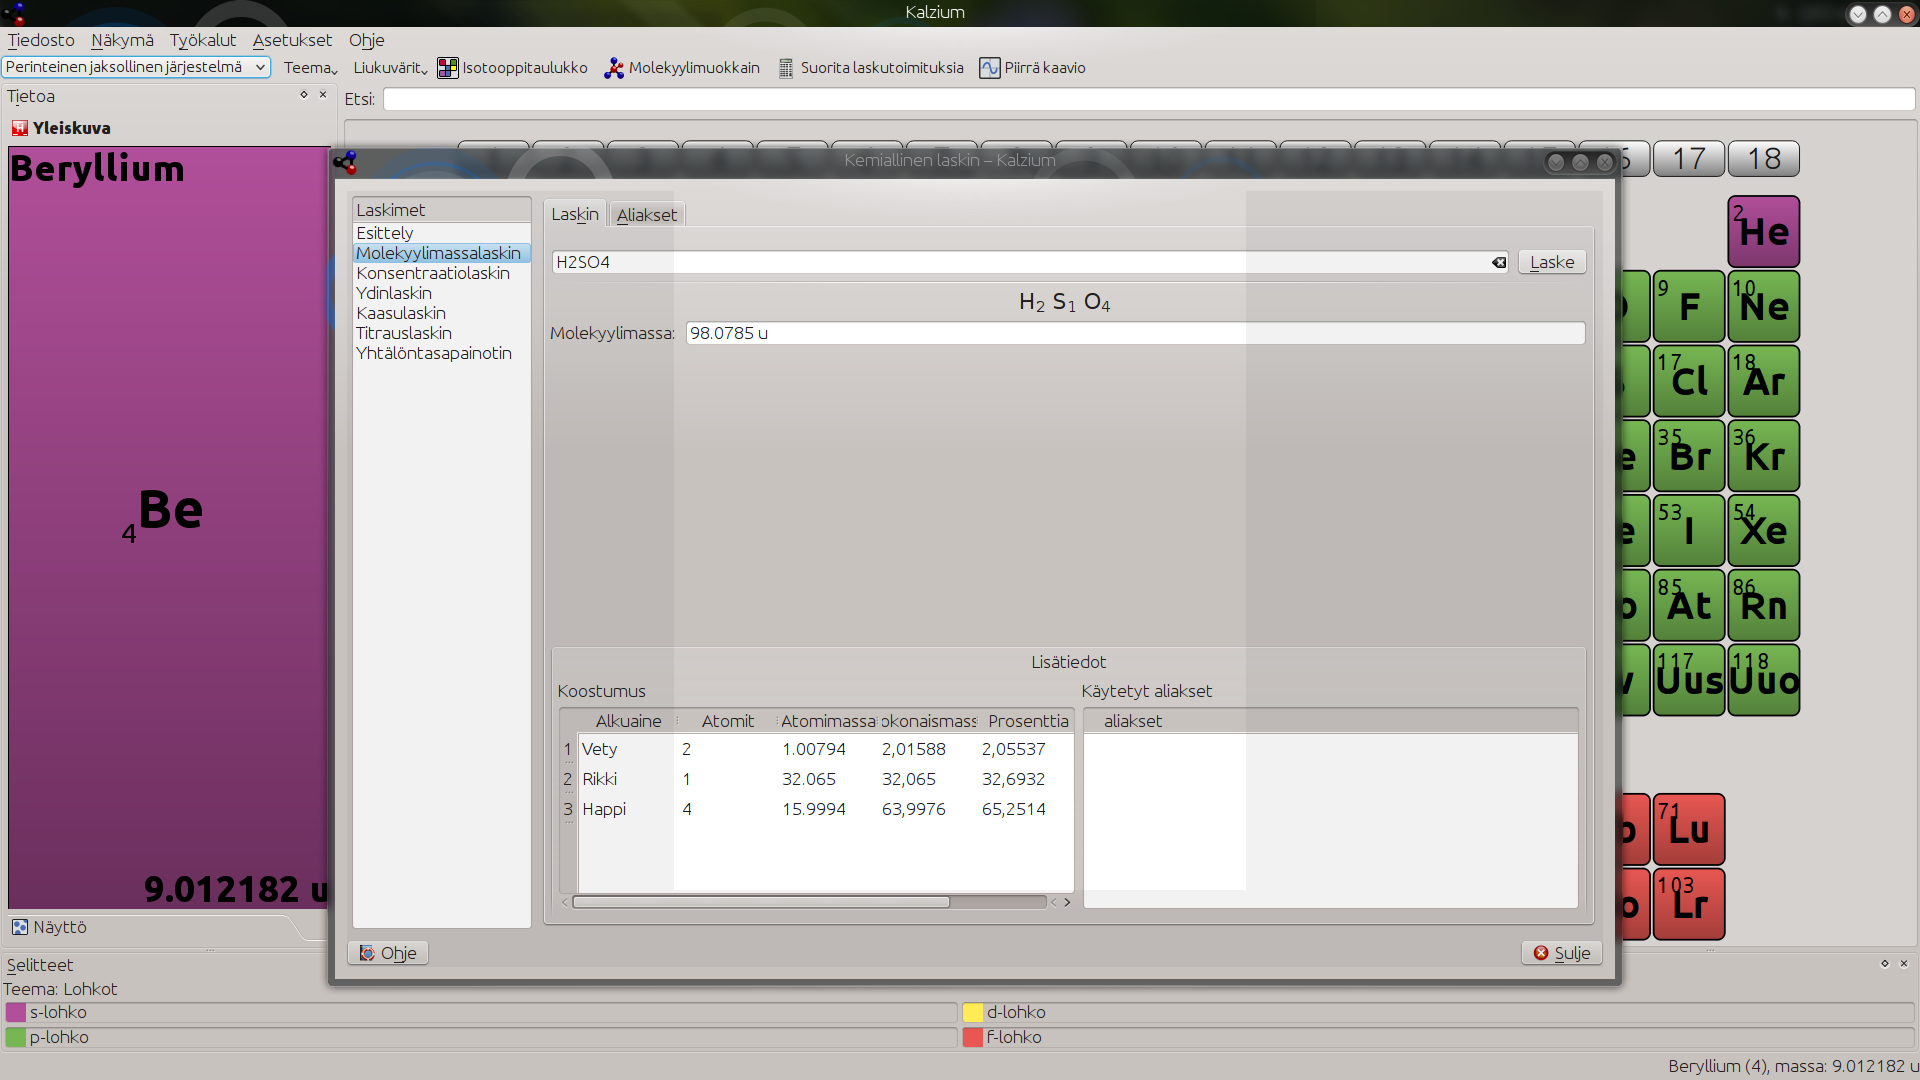 Kalzium
Tiedosto Näkymä Työkalut Asetukset Ohje
Perinteinen jaksollinen järjestelmä Teema Liukuvärit Isotooppitaulukko Molekyylimuokkain Suorita laskutoimituksia Piirrä kaavio
Tietoa
Etsi:
Yleiskuva
Beryllium
4 Be
9.012182 u
Näyttö
17 18
2 He
9 F 10 Ne
17 Cl 18 Ar
35 Br 36 Kr
53 I 54 Xe
85 At 86 Rn
117 Uus 118 Uuo
71 Lu
103 Lr
Kemiallinen laskin – Kalzium
Laskimet
Esittely
Molekyylimassalaskin
Konsentraatiolaskin
Ydinlaskin
Kaasulaskin
Titrauslaskin
Yhtälöntasapainotin
Laskin Aliakset
H2SO4 Laske
H₂ S₁ O₄
Molekyylimassa: 98.0785 u
Lisätiedot
Koostumus Käytetyt aliakset
Alkuaine Atomit Atomimassa okonaismass Prosenttia aliakset
1 Vety 2 1.00794 2,01588 2,05537
2 Rikki 1 32.065 32,065 32,6932
3 Happi 4 15.9994 63,9976 65,2514
Ohje Sulje
Selitteet
Teema: Lohkot
s-lohko d-lohko
p-lohko f-lohko
Beryllium (4), massa: 9.012182 u